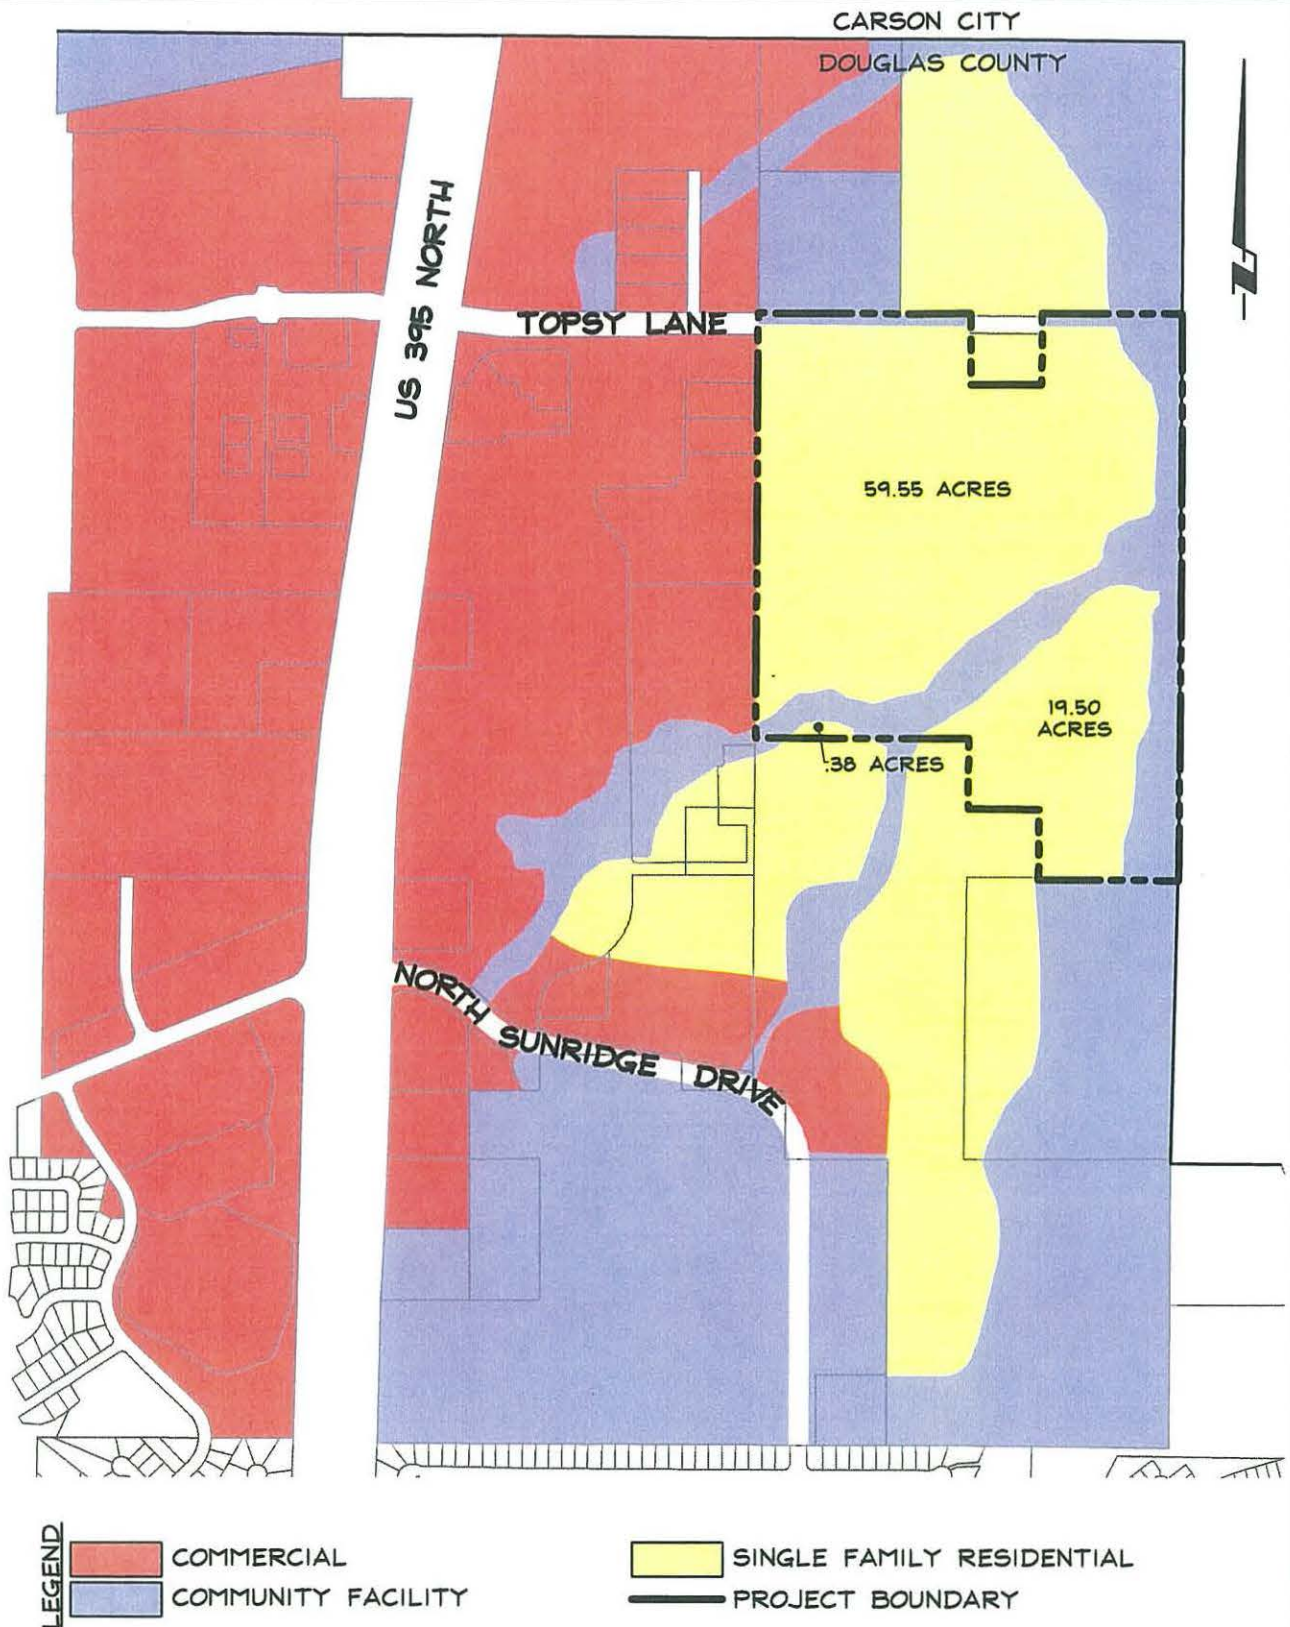 CARSON CITY
DOUGLAS COUNTY
US 395 NORTH
TOPSY LANE
59.55 ACRES
19.50
ACRES
.38 ACRES
NORTH SUNRIDGE DRIVE
LEGEND
COMMERCIAL
COMMUNITY FACILITY
SINGLE FAMILY RESIDENTIAL
PROJECT BOUNDARY